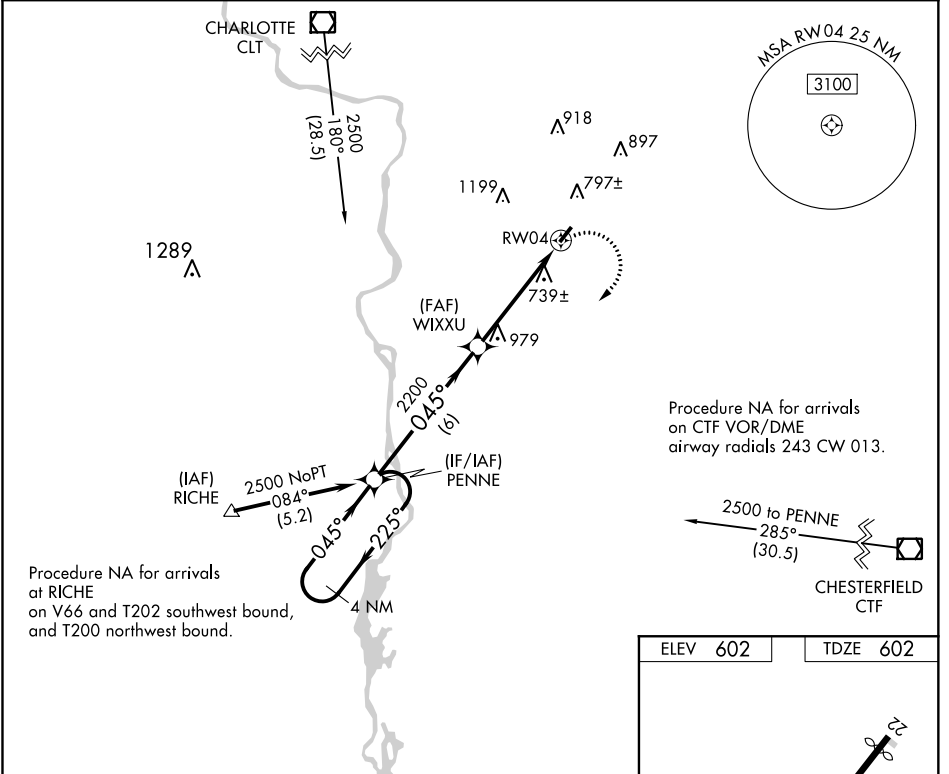 CHARLOTTE
CLT
2500
180°
(28.5)
MSA RW04 25 NM
3100
918
897
1199
797±
RW04
1289
739±
(FAF)
WIXXU
979
2200
045°
(6)
Procedure NA for arrivals
on CTF VOR/DME
airway radials 243 CW 013.
(IAF)
RICHE
2500 NoPT
084°
(5.2)
(IF/IAF)
PENNE
045°
225°
4 NM
2500 to PENNE
285°
(30.5)
CHESTERFIELD
CTF
Procedure NA for arrivals
at RICHE
on V66 and T202 southwest bound,
and T200 northwest bound.
ELEV 602
TDZE 602
22